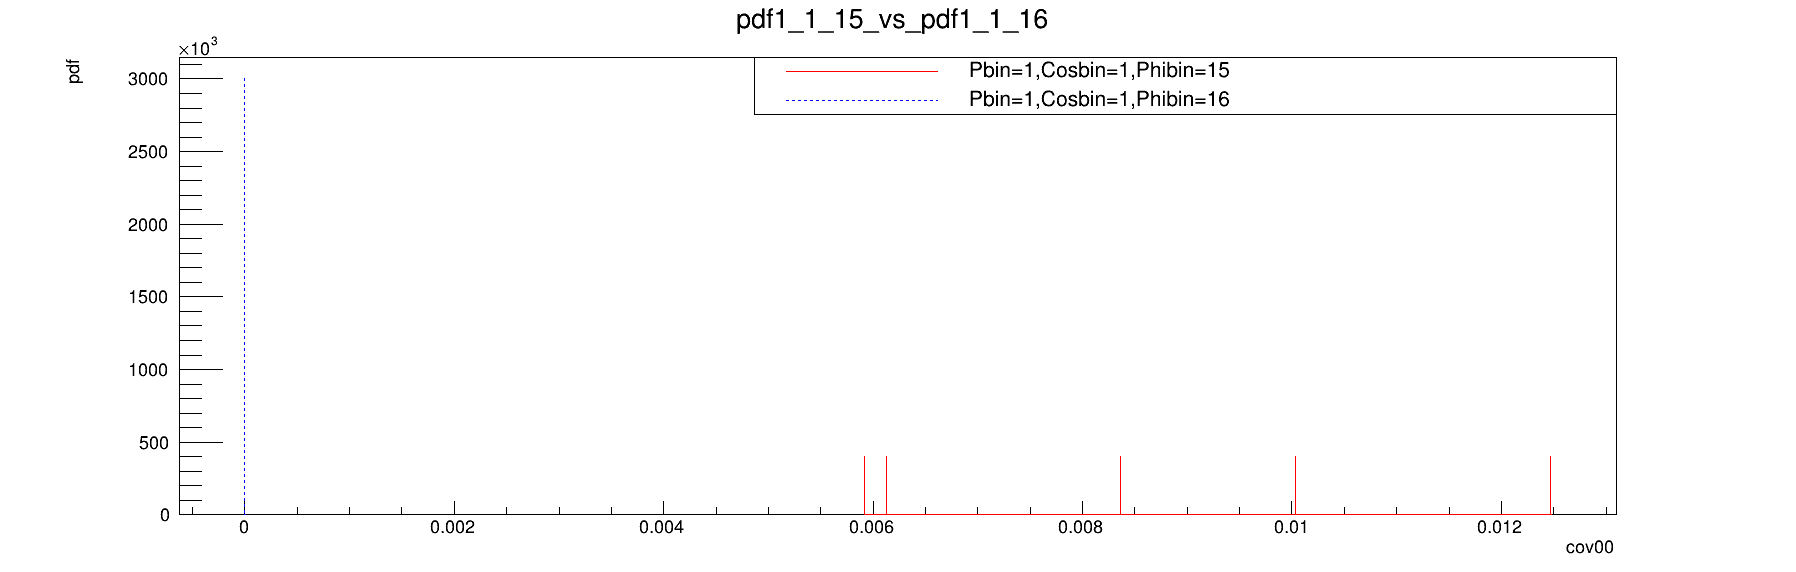 pdf1_1_15_vs_pdf1_1_16
×10³
pdf
Pbin=1,Cosbin=1,Phibin=15
Pbin=1,Cosbin=1,Phibin=16
3000
2500
2000
1500
1000
500
0
0 0.002 0.004 0.006 0.008 0.01 0.012
cov00